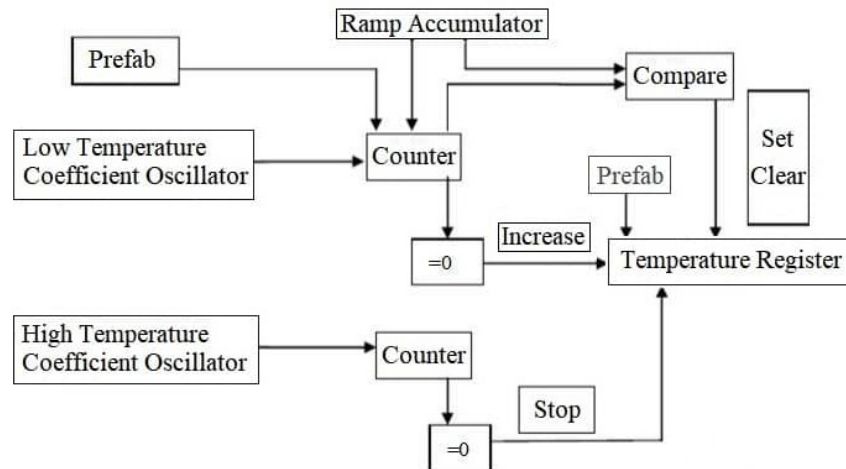 Ramp Accumulator
Prefab
Compare
Low Temperature
Coefficient Oscillator
Counter
Set
Clear
Prefab
=0
Increase
Temperature Register
High Temperature
Coefficient Oscillator
Counter
Stop
=0